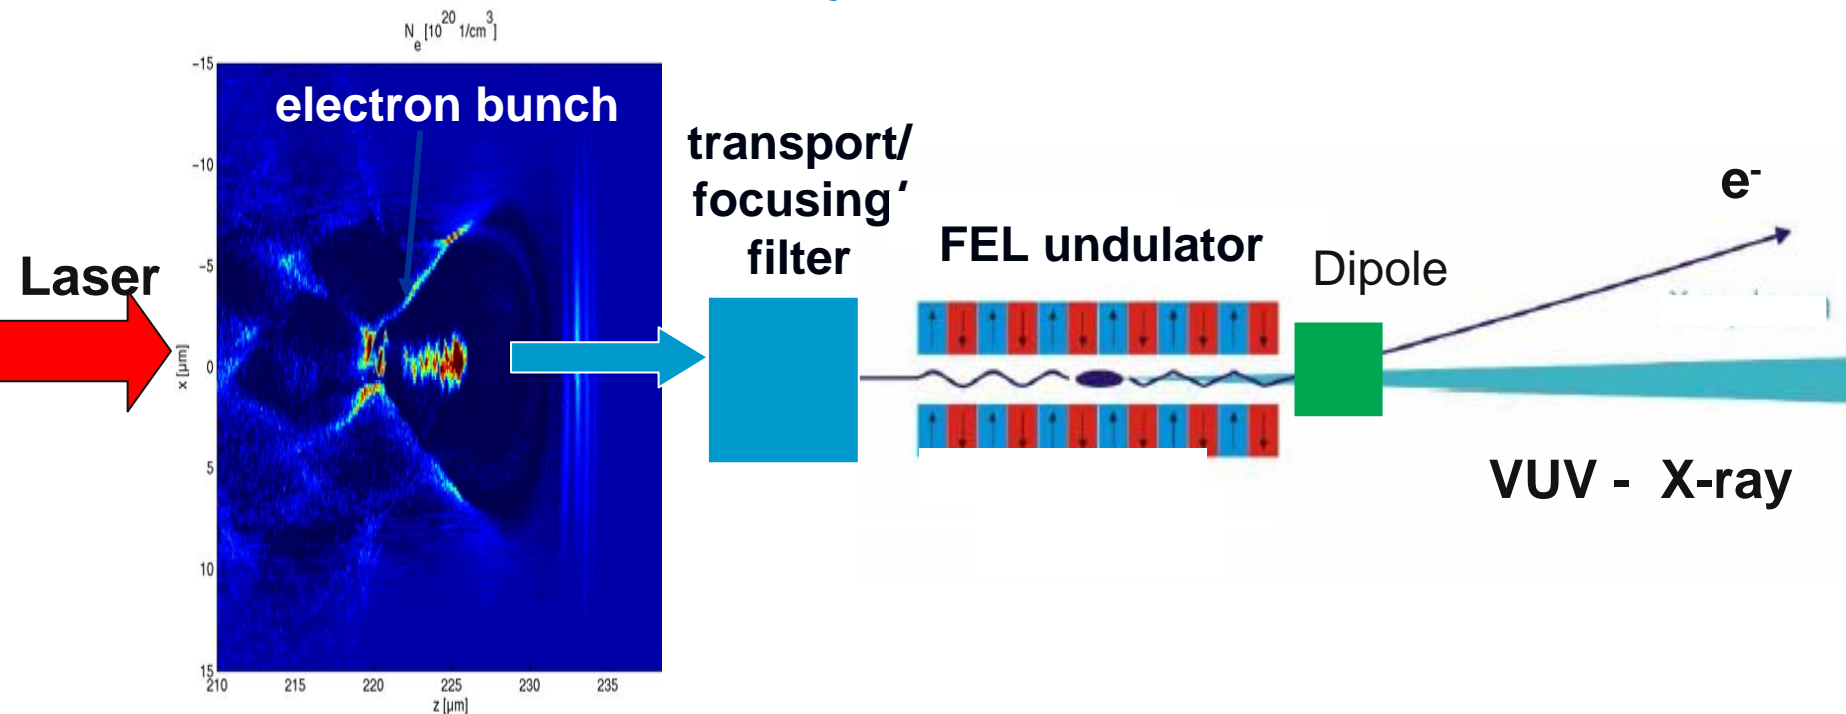 N_e [10^20 1/cm^3]
electron bunch
Laser
transport/
focusing/
filter
FEL undulator
Dipole
e-
VUV - X-ray
-15
-10
-5
0
5
10
15
x [µm]
210 215 220 225 230 235
z [µm]